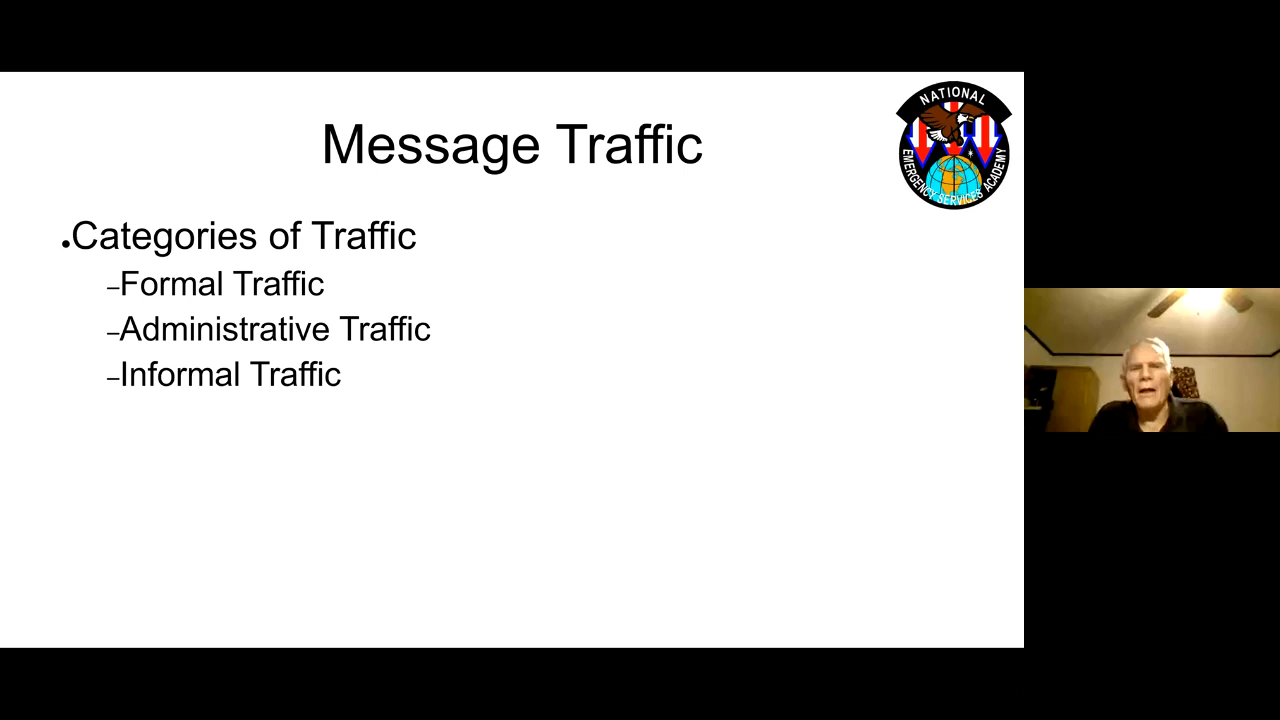 NATIONAL
Message Traffic
EMERGENCY SERVICES ACADEMY
•Categories of Traffic
–Formal Traffic
–Administrative Traffic
–Informal Traffic